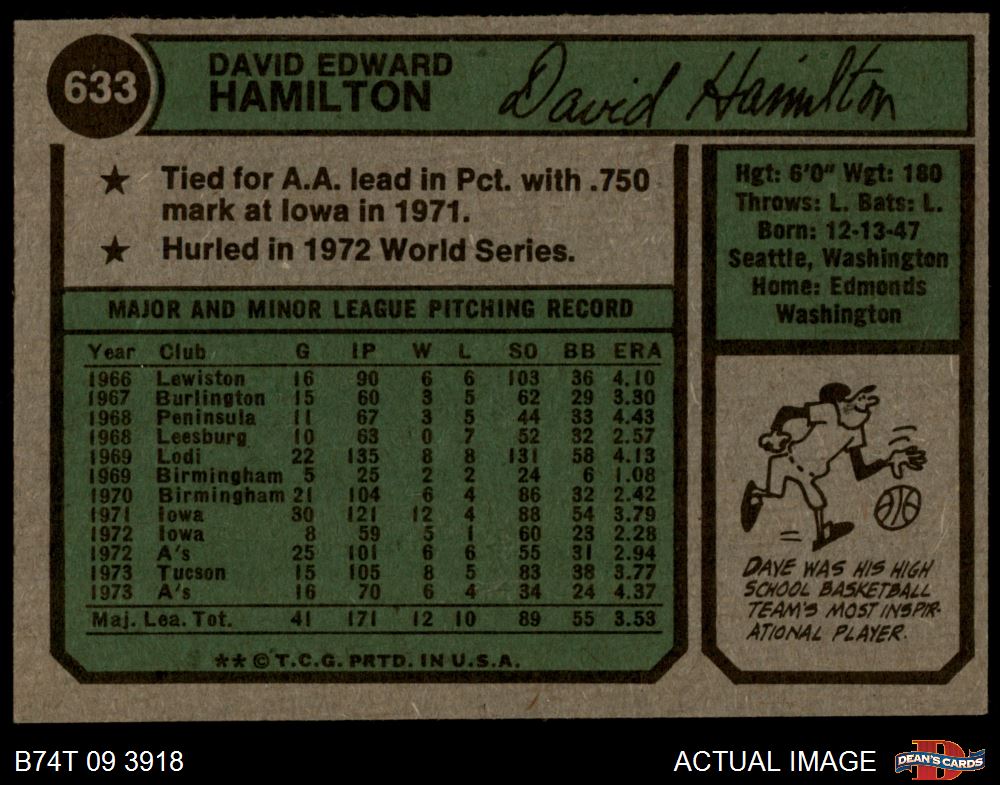 633
DAVID EDWARD
HAMILTON
David Hamilton
★ Tied for A.A. lead in Pct. with .750
mark at Iowa in 1971.
★ Hurled in 1972 World Series.
Hgt: 6'0" Wgt: 180
Throws: L. Bats: L.
Born: 12-13-47
Seattle, Washington
Home: Edmonds
Washington
MAJOR AND MINOR LEAGUE PITCHING RECORD
Year Club G IP W L SO BB ERA
1966 Lewiston 16 90 6 6 103 36 4.10
1967 Burlington 15 60 3 5 62 29 3.30
1968 Peninsula 11 67 3 5 44 33 4.43
1968 Leesburg 10 63 0 7 52 32 2.57
1969 Lodi 22 135 8 8 131 58 4.13
1969 Birmingham 5 25 2 2 24 6 1.08
1970 Birmingham 21 104 6 4 86 32 2.42
1971 Iowa 30 121 12 4 88 54 3.79
1972 Iowa 8 59 5 1 60 23 2.28
1972 A's 25 101 6 6 55 31 2.94
1973 Tucson 15 105 8 5 83 38 3.77
1973 A's 16 70 6 4 34 24 4.37
Maj. Lea. Tot. 41 171 12 10 89 55 3.53
**© T.C.G. PRTD. IN U.S.A.
DAVE WAS HIS HIGH
SCHOOL BASKETBALL
TEAM'S MOST INSPIR-
ATIONAL PLAYER.
B74T 09 3918
ACTUAL IMAGE
DEAN'S CARDS